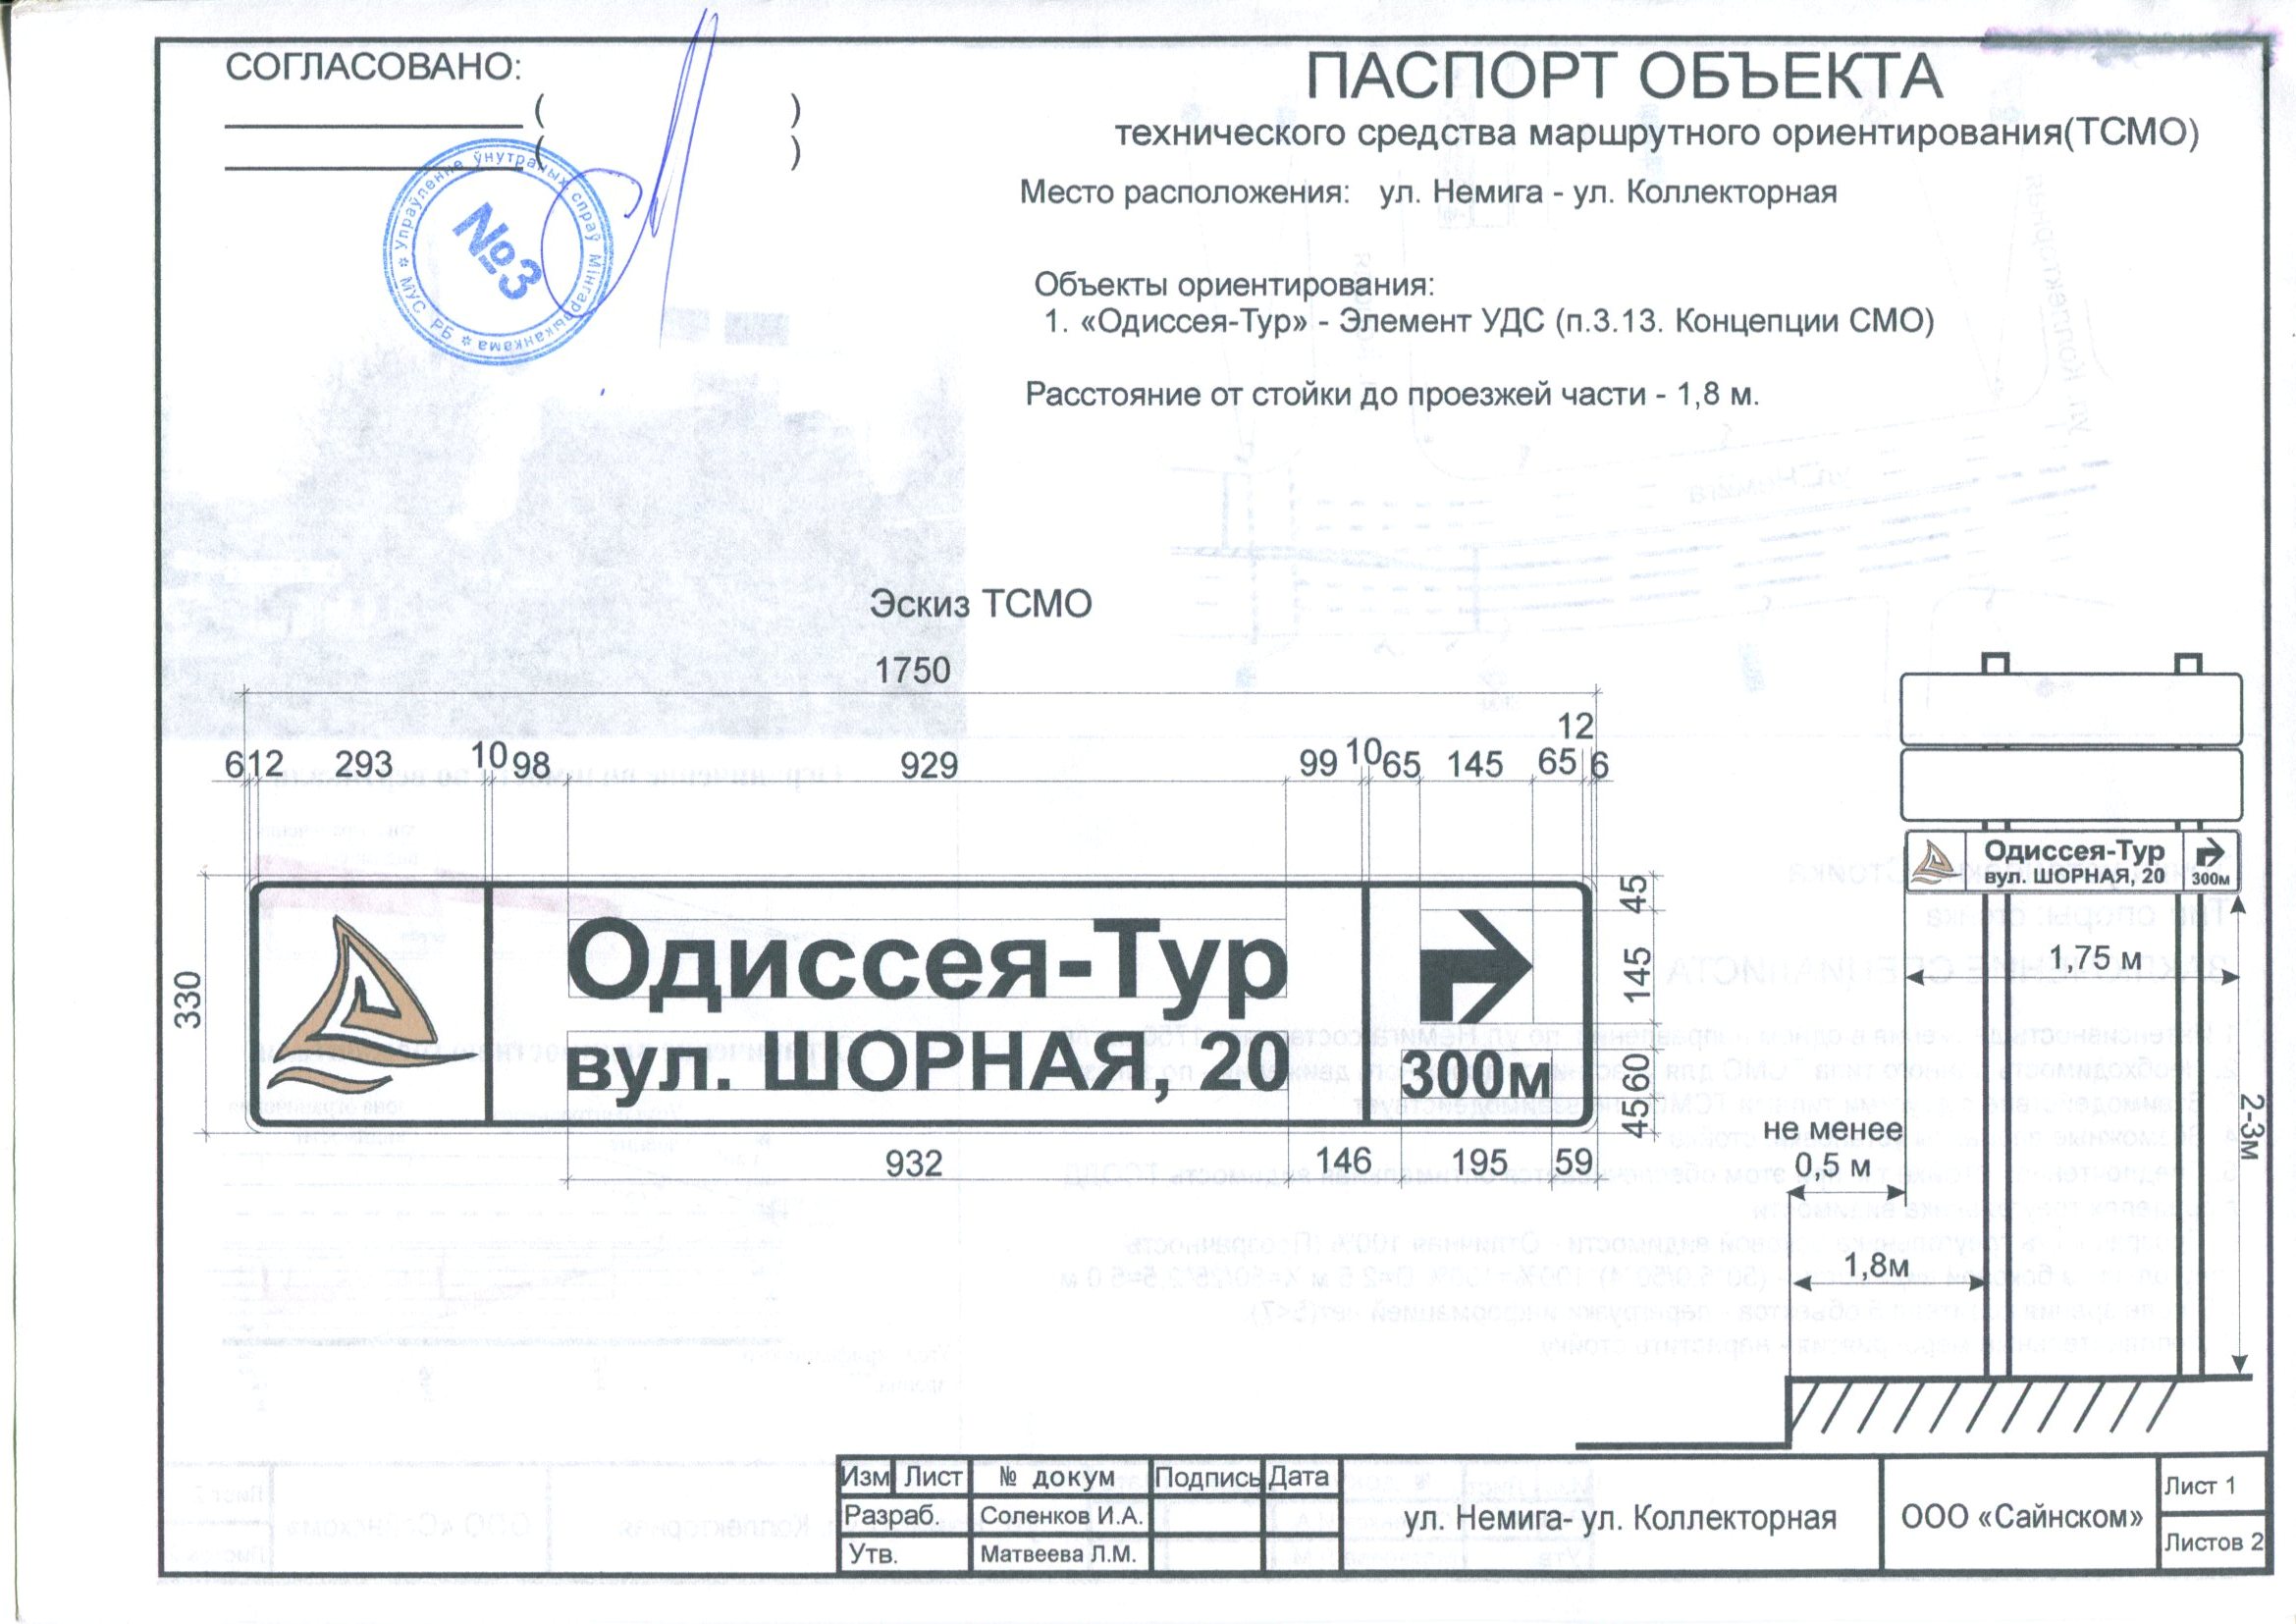 СОГЛАСОВАНО:
( )
( )
Упраўленне ўнутраных спраў Мінгарвыканкама
МУС РБ
№3
ПАСПОРТ ОБЪЕКТА
технического средства маршрутного ориентирования(ТСМО)
Место расположения: ул. Немига - ул. Коллекторная
Объекты ориентирования:
1. «Одиссея-Тур» - Элемент УДС (п.3.13. Концепции СМО)
Расстояние от стойки до проезжей части - 1,8 м.
Эскиз ТСМО
1750
12
6 12 293 10 98 929 99 10 65 145 65 6
330
Одиссея-Тур
вул. ШОРНАЯ, 20
300м
45
145
60
45
932 146 195 59
Одиссея-Тур
вул. ШОРНАЯ, 20
300м
1,75 м
2-3м
не менее
0,5 м
1,8м
Изм Лист № докум Подпись Дата
Разраб. Соленков И.А.
Утв. Матвеева Л.М.
ул. Немига- ул. Коллекторная
ООО «Сайнском»
Лист 1
Листов 2